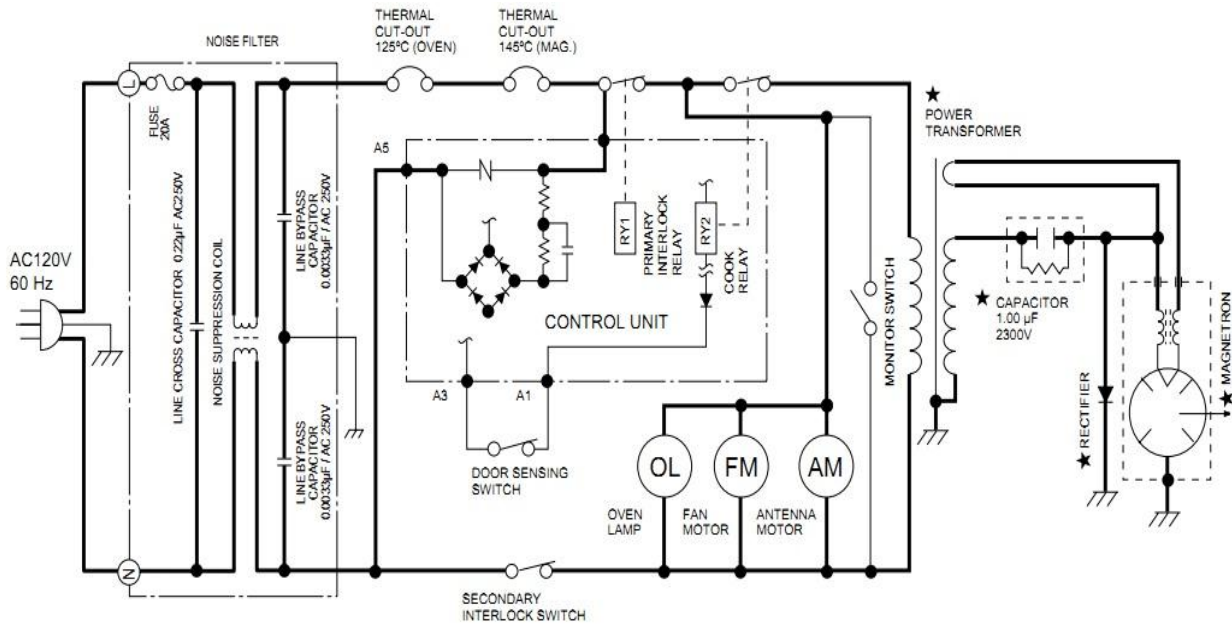 THERMAL
CUT-OUT
125ºC (OVEN)
THERMAL
CUT-OUT
145ºC (MAG.)
NOISE FILTER
L
FUSE
20A
A5
POWER
TRANSFORMER
LINE CROSS CAPACITOR 0.22µF AC250V
NOISE SUPPRESSION COIL
LINE BYPASS
CAPACITOR
0.0033µF / AC 250V
RY1
PRIMARY
INTERLOCK
RELAY
RY2
COOK
RELAY
AC120V
60 Hz
CONTROL UNIT
MONITOR SWITCH
CAPACITOR
1.00 µF
2300V
MAGNETRON
A3
A1
RECTIFIER
LINE BYPASS
CAPACITOR
0.0033µF / AC 250V
DOOR SENSING
SWITCH
OL
FM
AM
OVEN
LAMP
FAN
MOTOR
ANTENNA
MOTOR
N
SECONDARY
INTERLOCK SWITCH